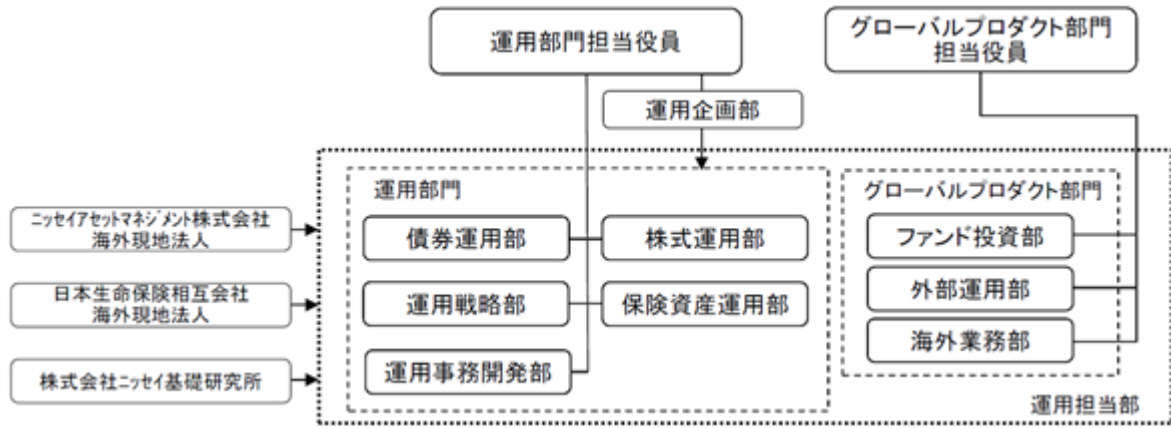 運用部門担当役員
グローバルプロダクト部門
担当役員
運用企画部
運用部門
グローバルプロダクト部門
ニッセイアセットマネジメント株式会社
海外現地法人
債券運用部
株式運用部
ファンド投資部
日本生命保険相互会社
海外現地法人
運用戦略部
保険資産運用部
外部運用部
海外業務部
株式会社ニッセイ基礎研究所
運用事務開発部
運用担当部